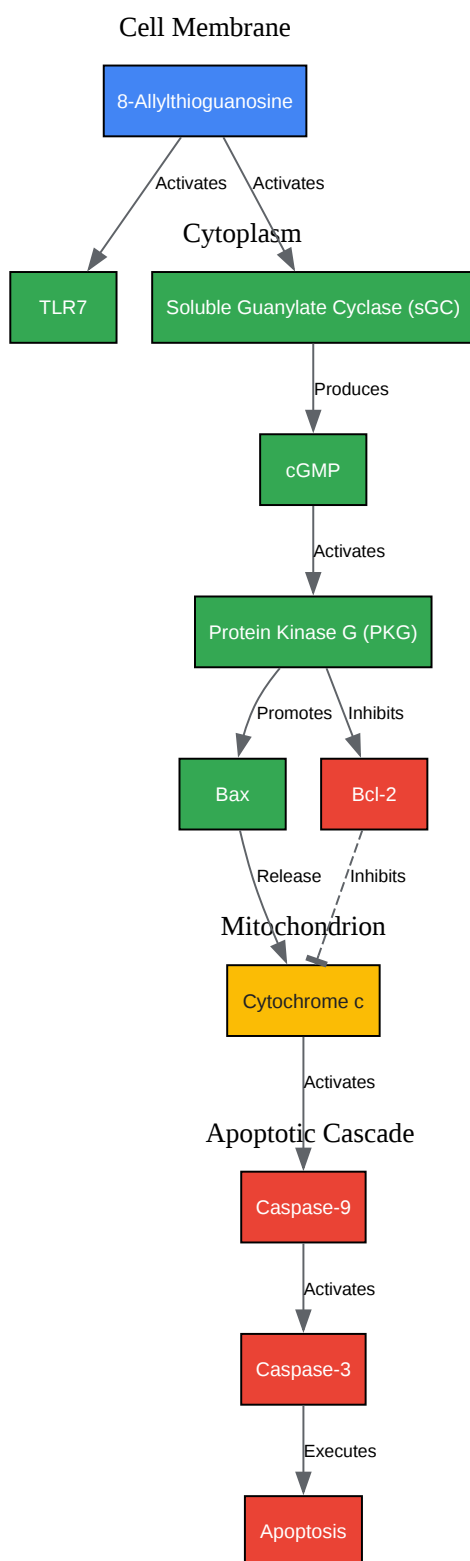 Cell Membrane
8-Allylthioguanosine
Activates
Activates
Cytoplasm
TLR7
Soluble Guanylate Cyclase (sGC)
Produces
cGMP
Activates
Protein Kinase G (PKG)
Promotes
Inhibits
Bax
Bcl-2
Release
Inhibits
Mitochondrion
Cytochrome c
Activates
Apoptotic Cascade
Caspase-9
Activates
Caspase-3
Executes
Apoptosis